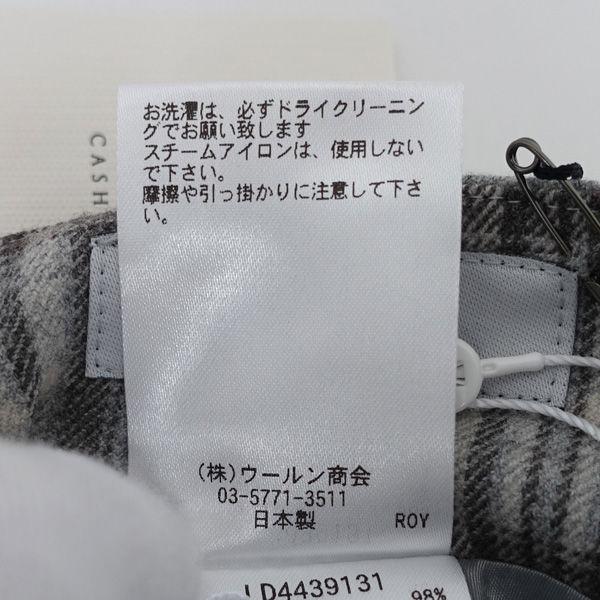 お洗濯は、必ずドライクリーニン
グでお願い致します
スチームアイロンは、使用しない
で下さい。
摩擦や引っ掛かりに注意して下さ
い。
CASH
(株)ウールン商会
03-5771-3511
日本製 ROY
LD4439131
98%